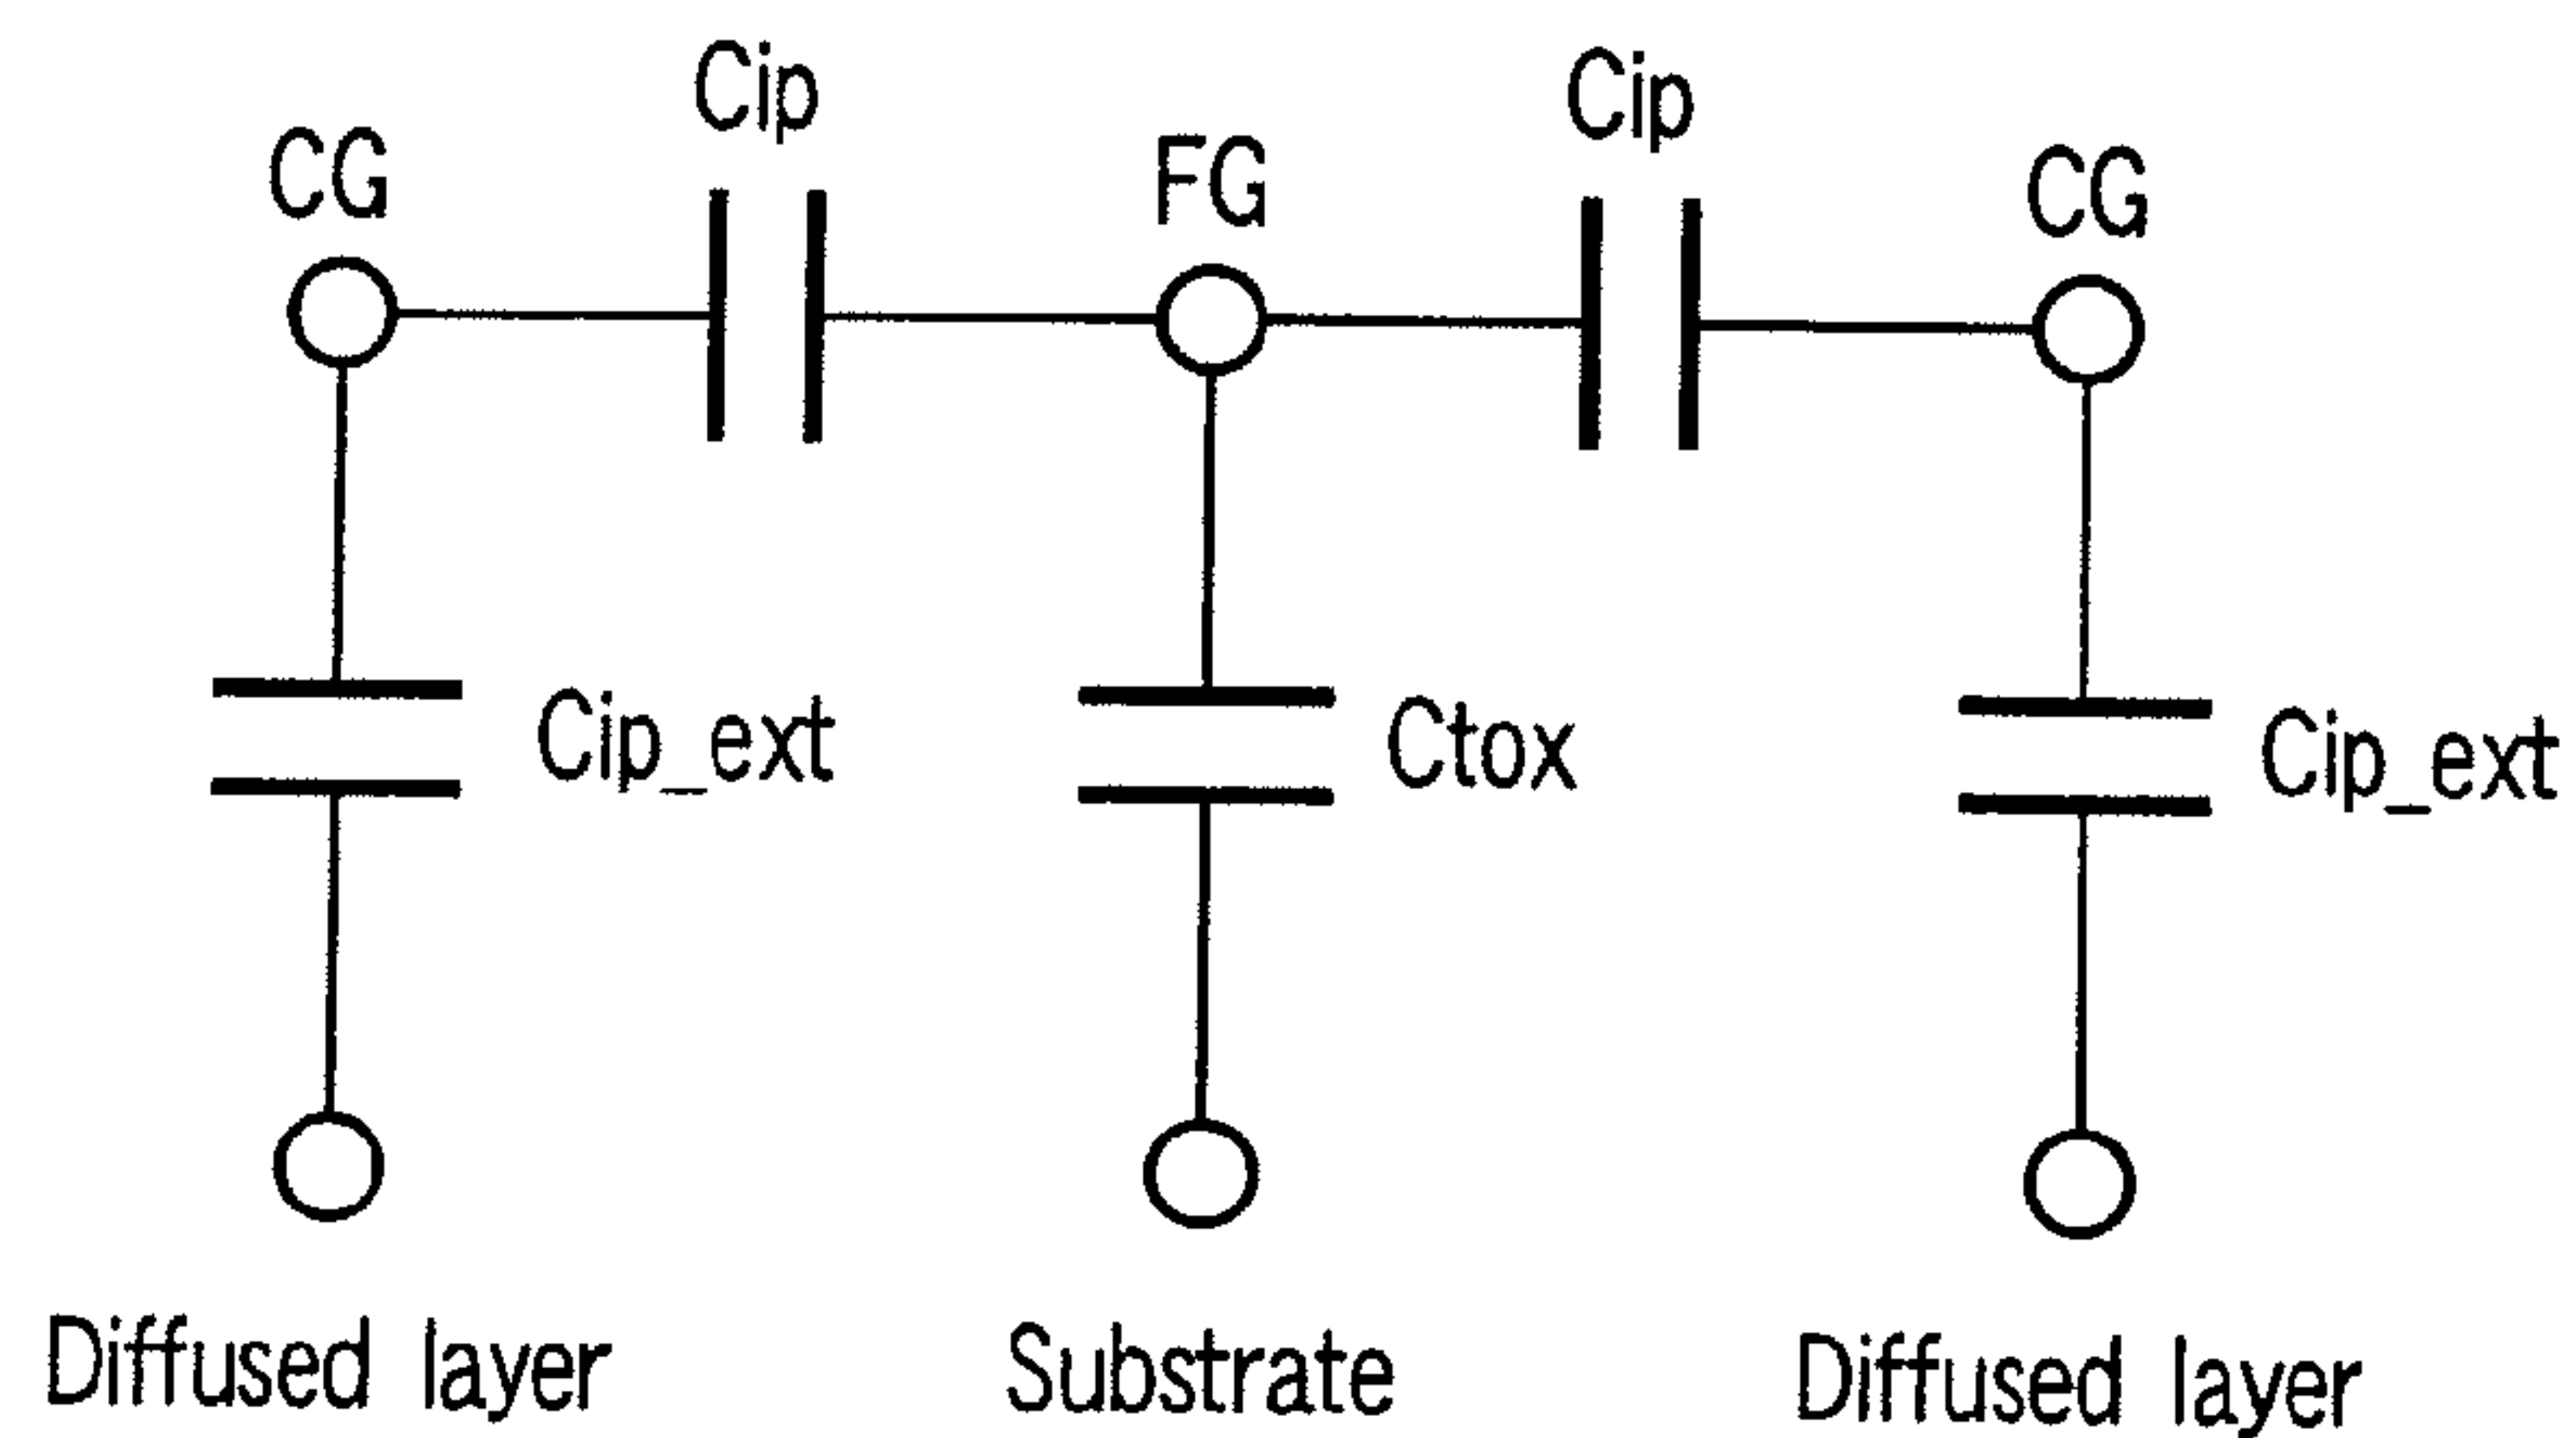 Cip
Cip
CG
FG
CG
Cip_ext
Ctox
Cip_ext
Diffused layer
Substrate
Diffused layer